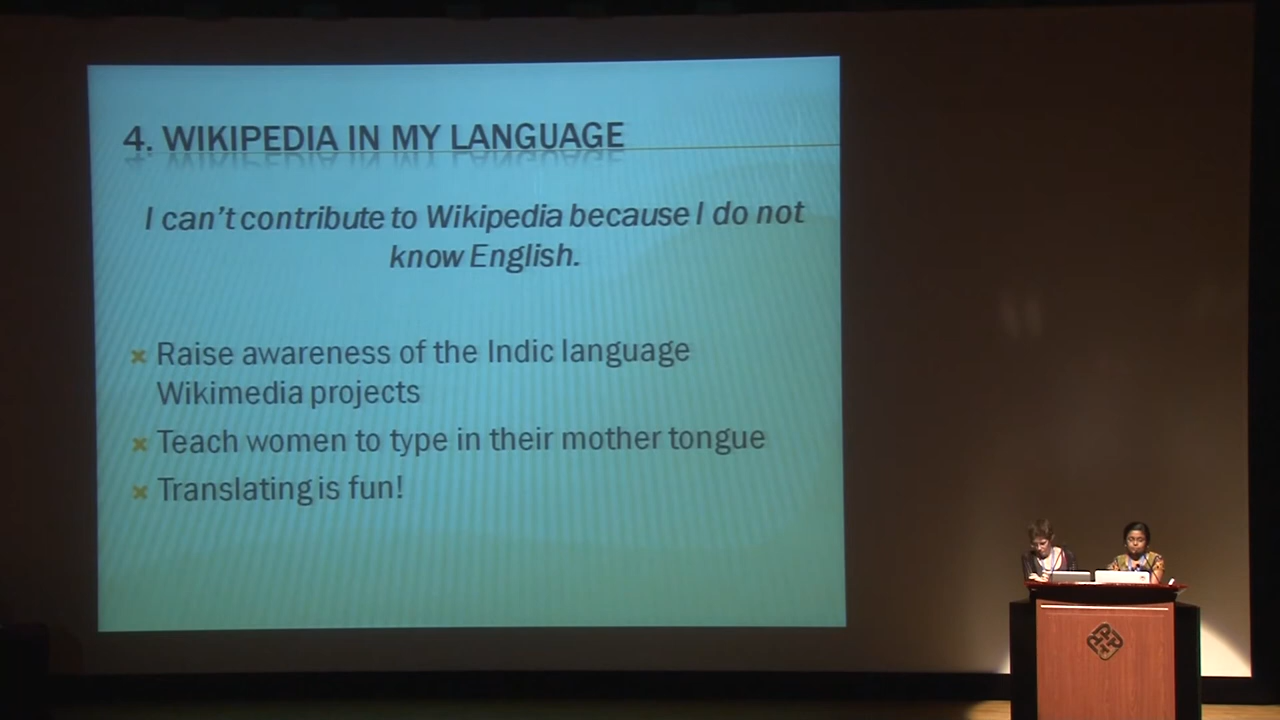 4. WIKIPEDIA IN MY LANGUAGE
I can't contribute to Wikipedia because I do not
know English.
Raise awareness of the Indic language
Wikimedia projects
Teach women to type in their mother tongue
Translating is fun!